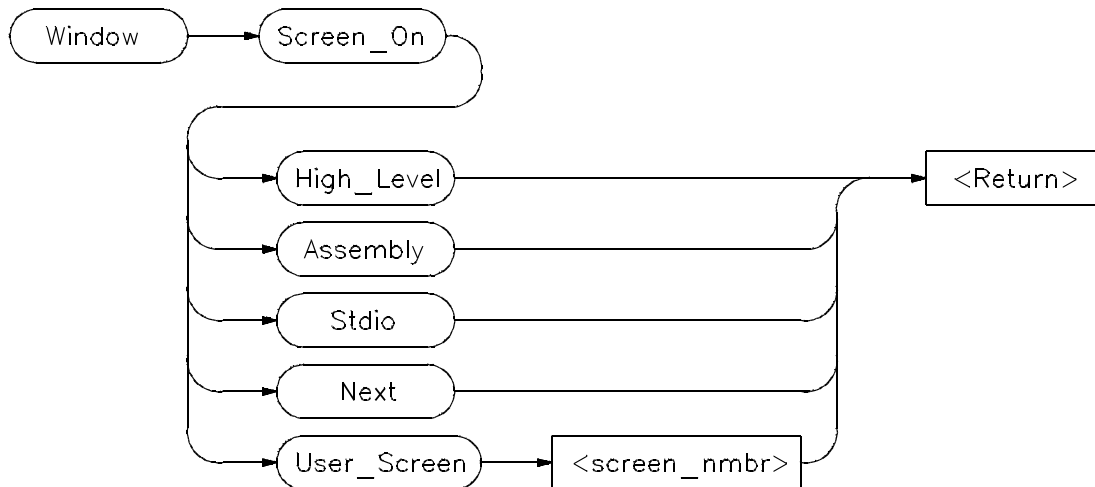 Window
Screen_On
High_Level
<Return>
Assembly
Stdio
Next
User_Screen
<screen_nmbr>